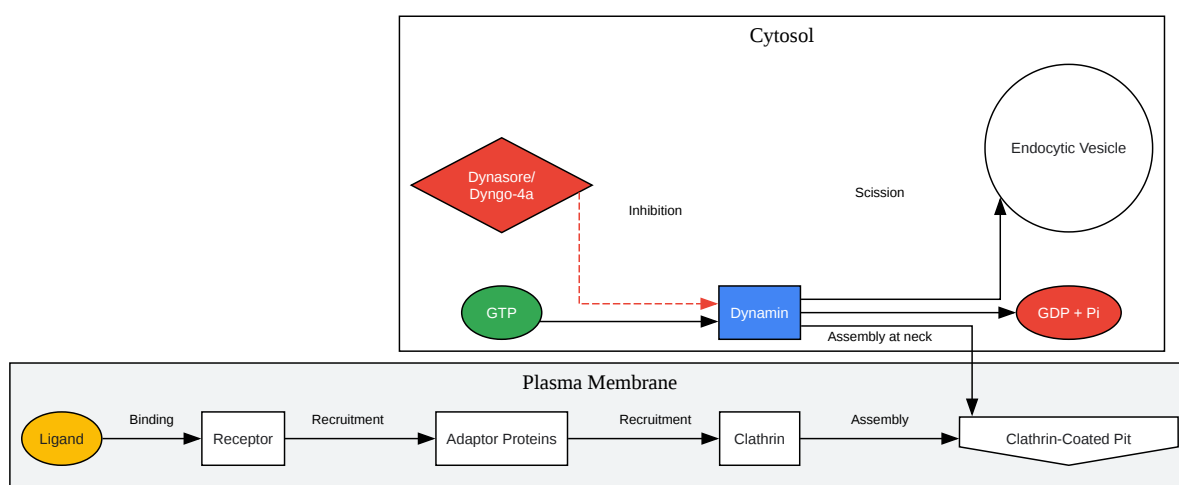 Cytosol
Endocytic Vesicle
Dynasore/
Dyngo-4a
Inhibition
Scission
GTP
Dynamin
GDP + Pi
Assembly at neck
Plasma Membrane
Ligand
Binding
Receptor
Recruitment
Adaptor Proteins
Recruitment
Clathrin
Assembly
Clathrin-Coated Pit